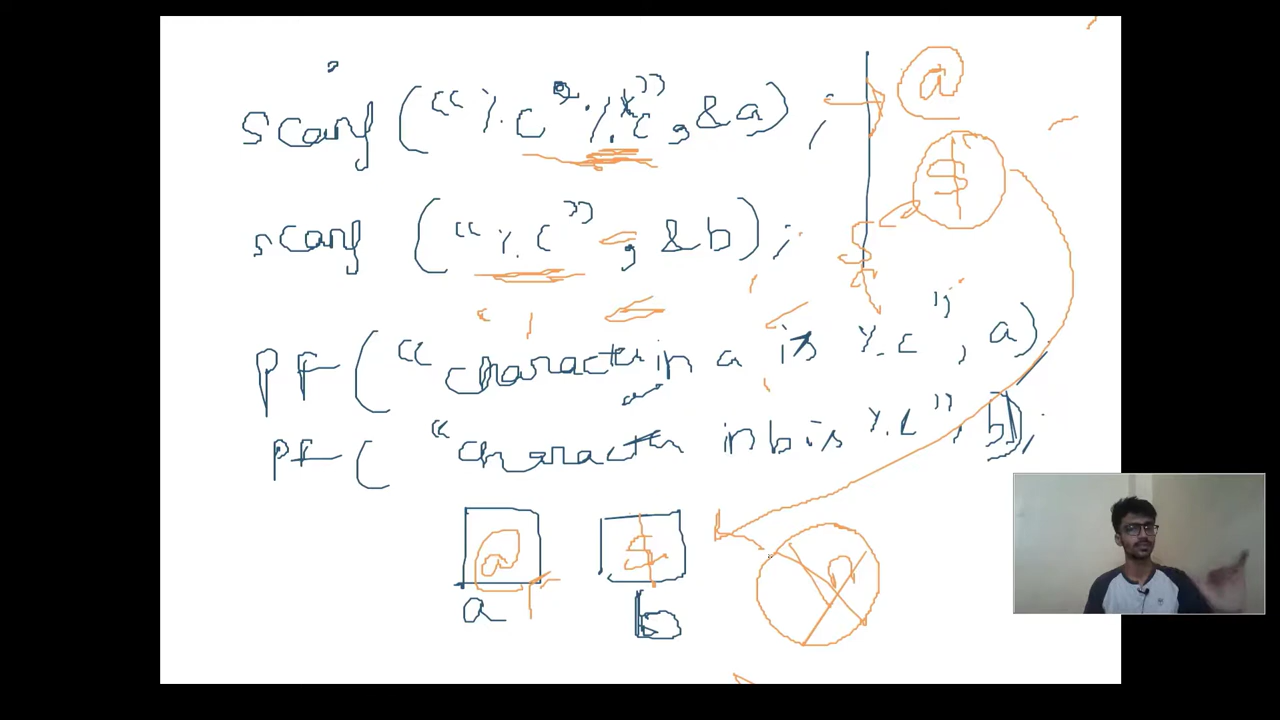 scanf ("%c%*c", &a); @
$
scanf ("%c", &b);
PF ("character in a is %c", a)
PF ("character in b is %c", b);
@ $
a b